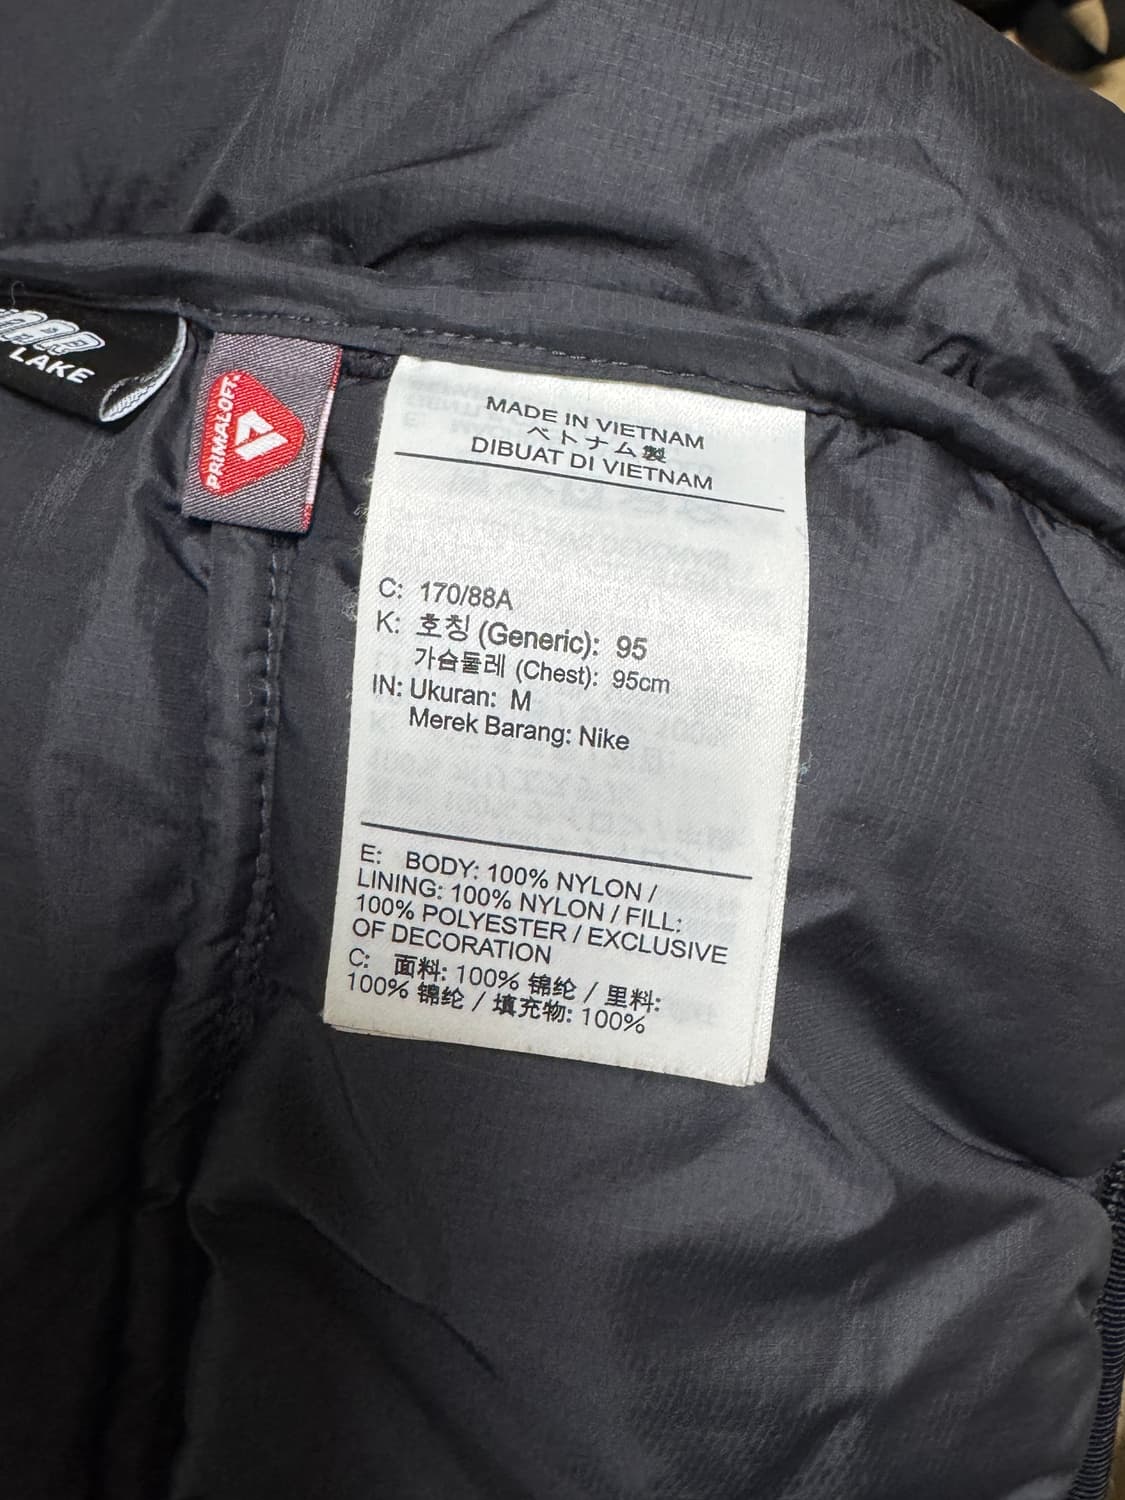 LAKE
PRIMALOFT
MADE IN VIETNAM
ベトナム製
DIBUAT DI VIETNAM
C: 170/88A
K: 호칭 (Generic): 95
가슴둘레 (Chest): 95cm
IN: Ukuran: M
Merek Barang: Nike
E: BODY: 100% NYLON /
LINING: 100% NYLON / FILL:
100% POLYESTER / EXCLUSIVE
OF DECORATION
C: 面料: 100% 锦纶 / 里料:
100% 锦纶 / 填充物: 100%